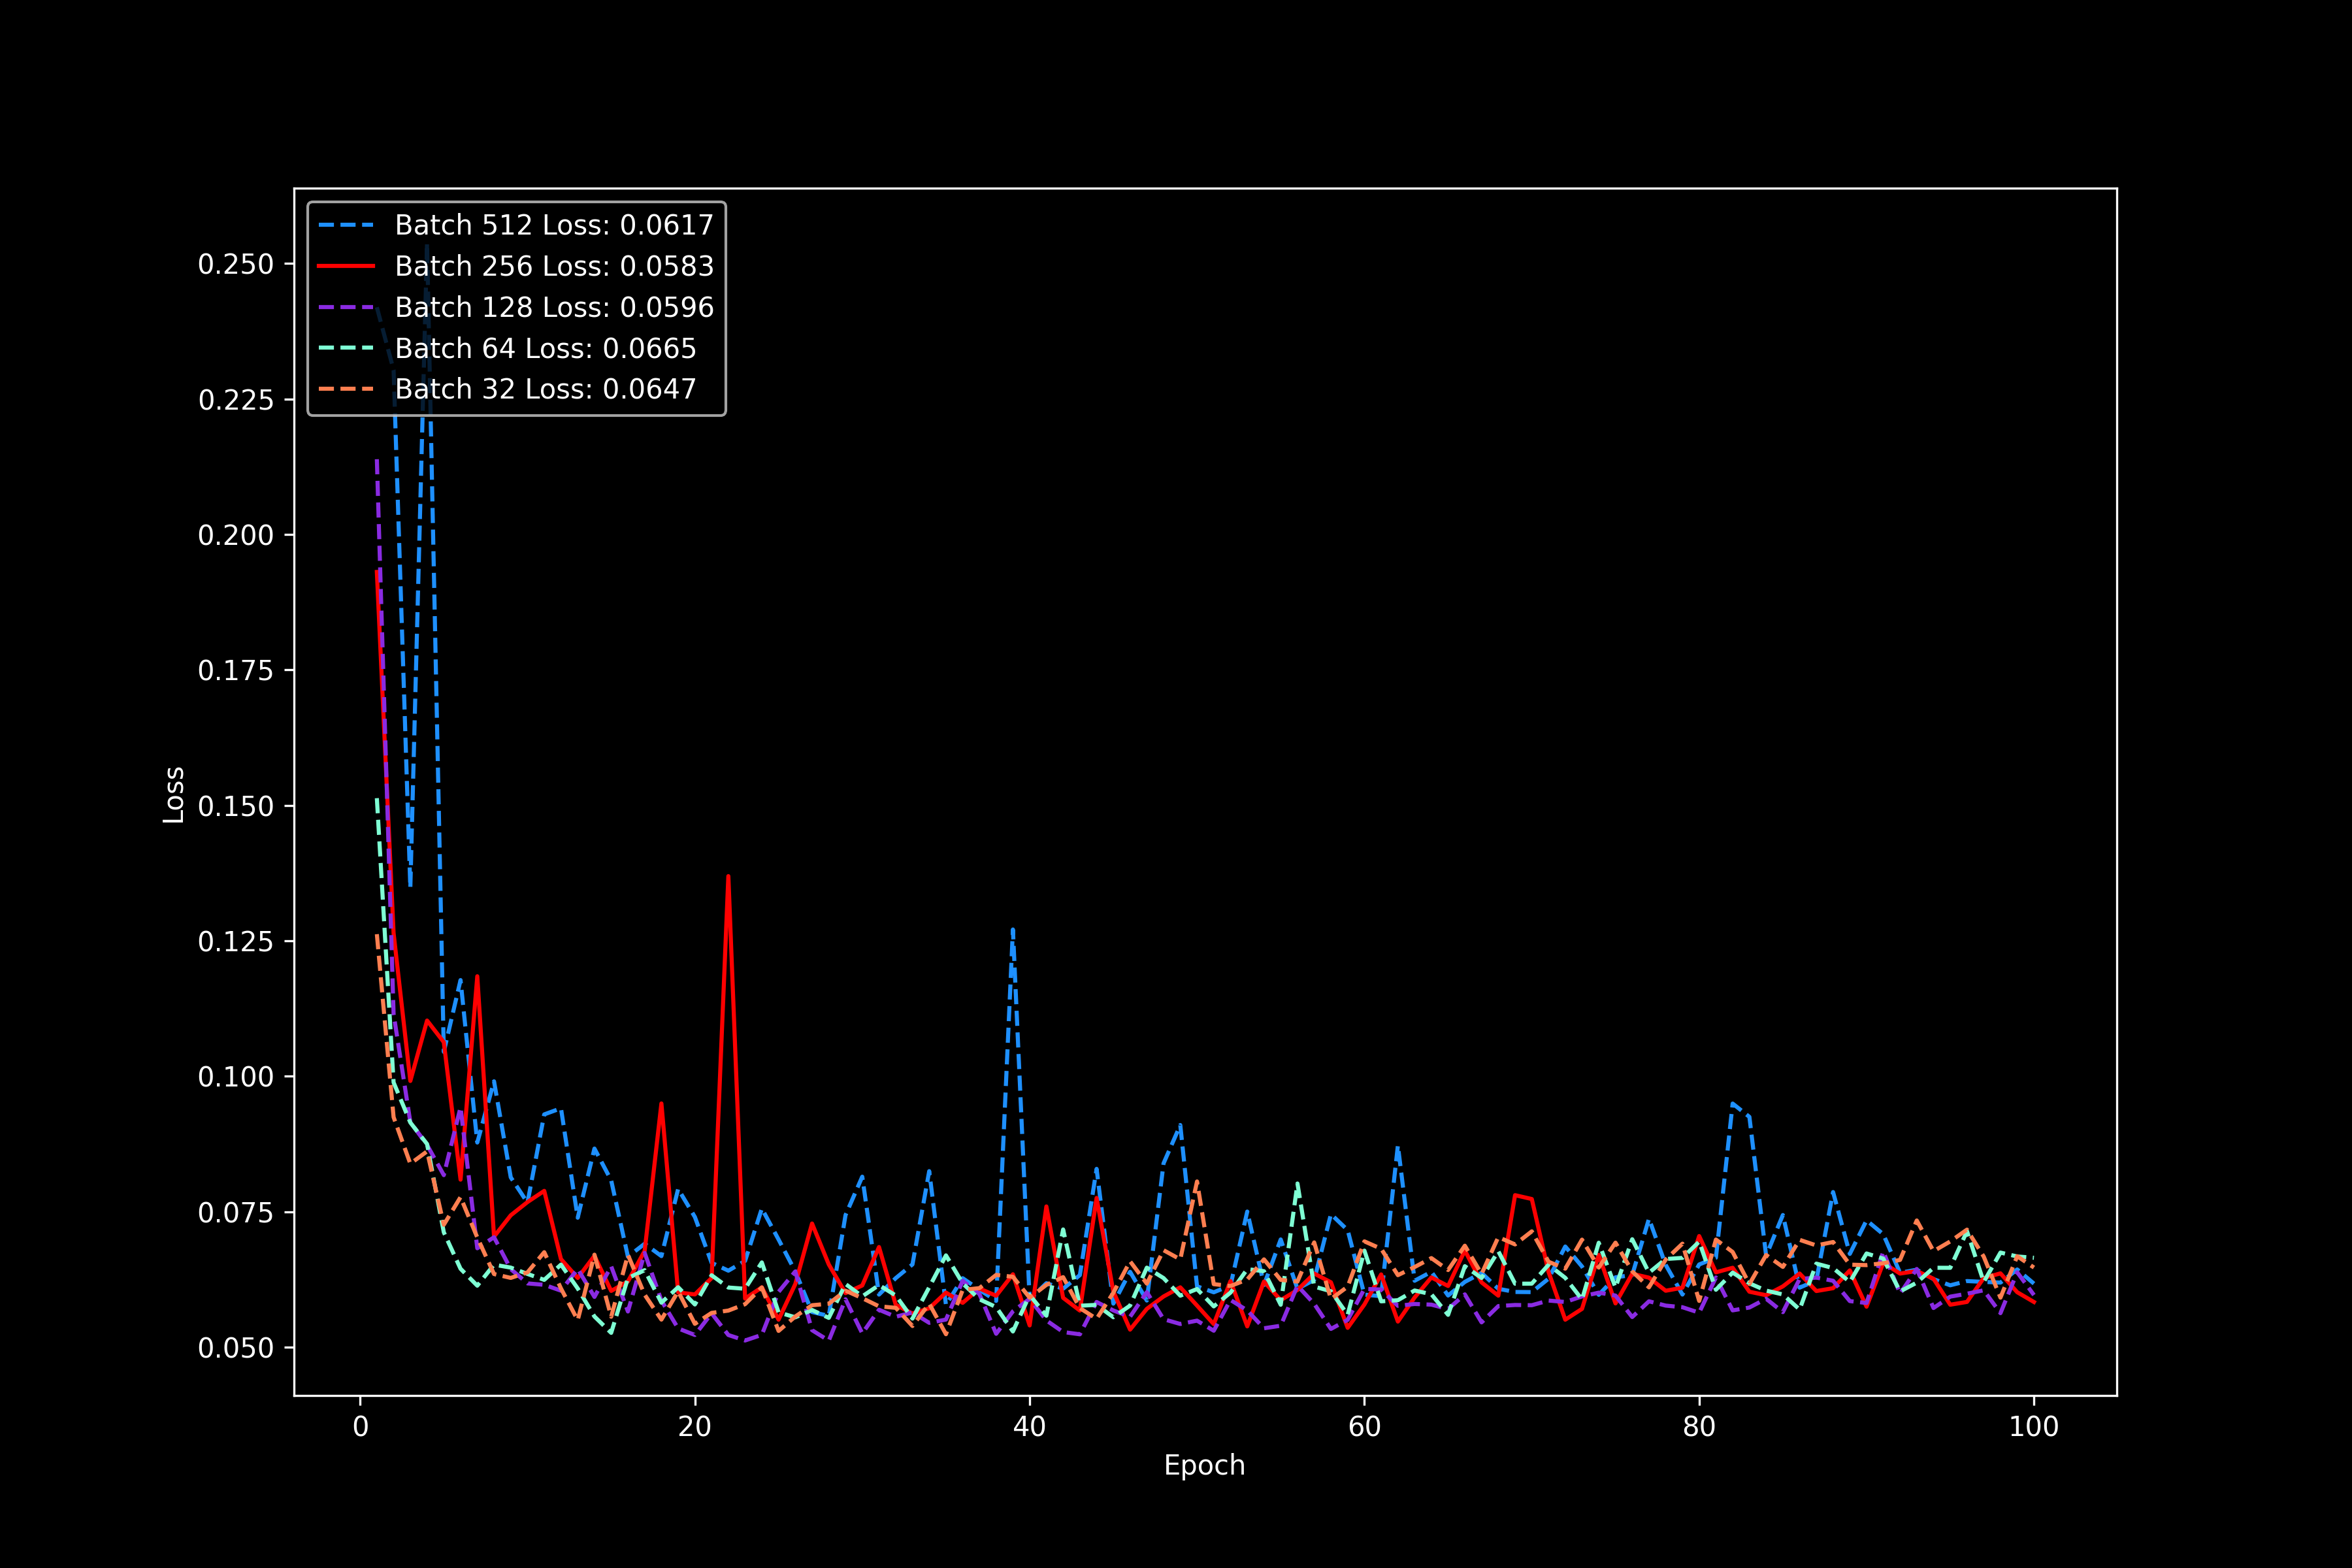 Batch 512 Loss: 0.0617
Batch 256 Loss: 0.0583
Batch 128 Loss: 0.0596
Batch 64 Loss: 0.0665
Batch 32 Loss: 0.0647
0.250
0.225
0.200
0.175
0.150
0.125
0.100
0.075
0.050
Loss
0 20 40 60 80 100
Epoch